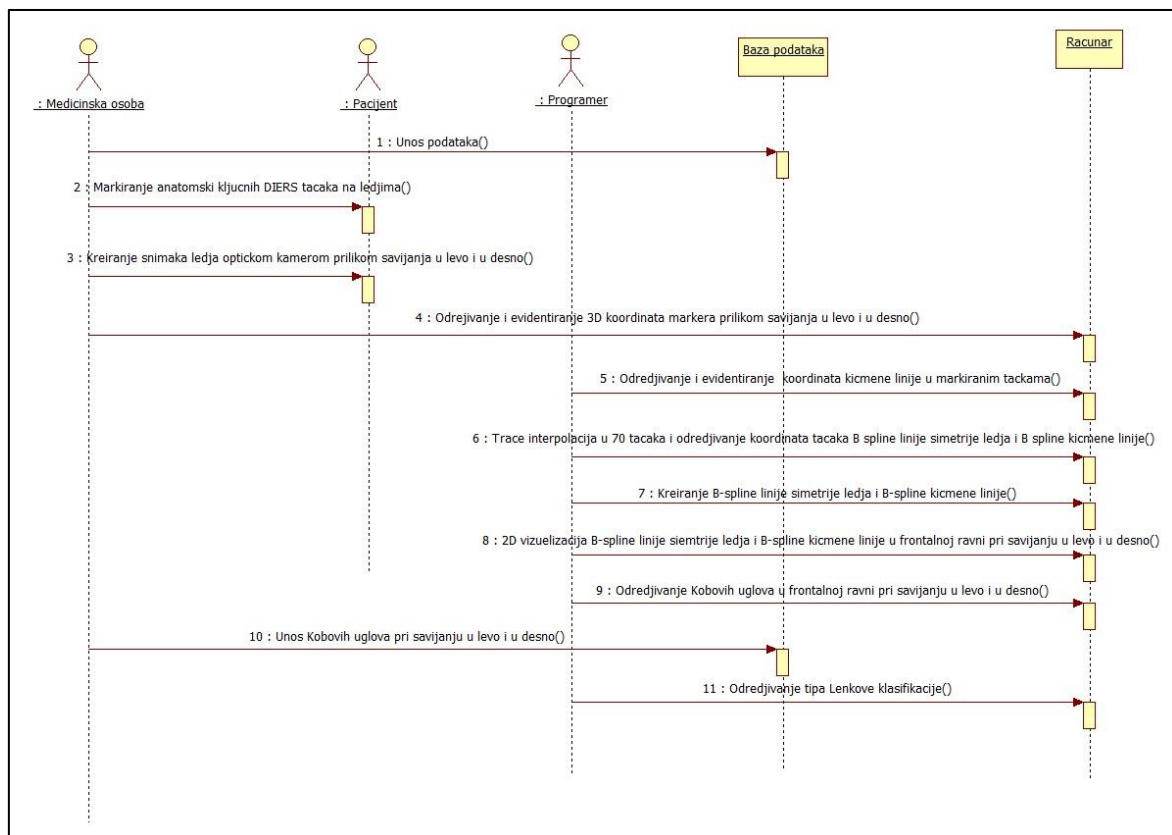 Baza podataka
Racunar
: Medicinska osoba
: Pacijent
: Programer
1 : Unos podataka()
2 : Markiranje anatomski kljucnih DIERS tacaka na ledjima()
3 : Kreiranje snimaka ledja optickom kamerom prilikom savijanja u levo i u desno()
4 : Odrejivanje i evidentiranje 3D koordinata markera prilikom savijanja u levo i u desno()
5 : Odredjivanje i evidentiranje koordinata kicmene linije u markiranim tackama()
6 : Trace interpolacija u 70 tacaka i odredjivanje koordinata tacaka B spline linije simetrije ledja i B spline kicmene linije()
7 : Kreiranje B-spline linije simetrije ledja i B-spline kicmene linije()
8 : 2D vizuelizacija B-spline linije siemtrije ledja i B-spline kicmene linije u frontalnoj ravni pri savijanju u levo i u desno()
9 : Odredjivanje Kobovih uglova u frontalnoj ravni pri savijanju u levo i u desno()
10 : Unos Kobovih uglova pri savijanju u levo i u desno()
11 : Odredjivanje tipa Lenkove klasifikacije()